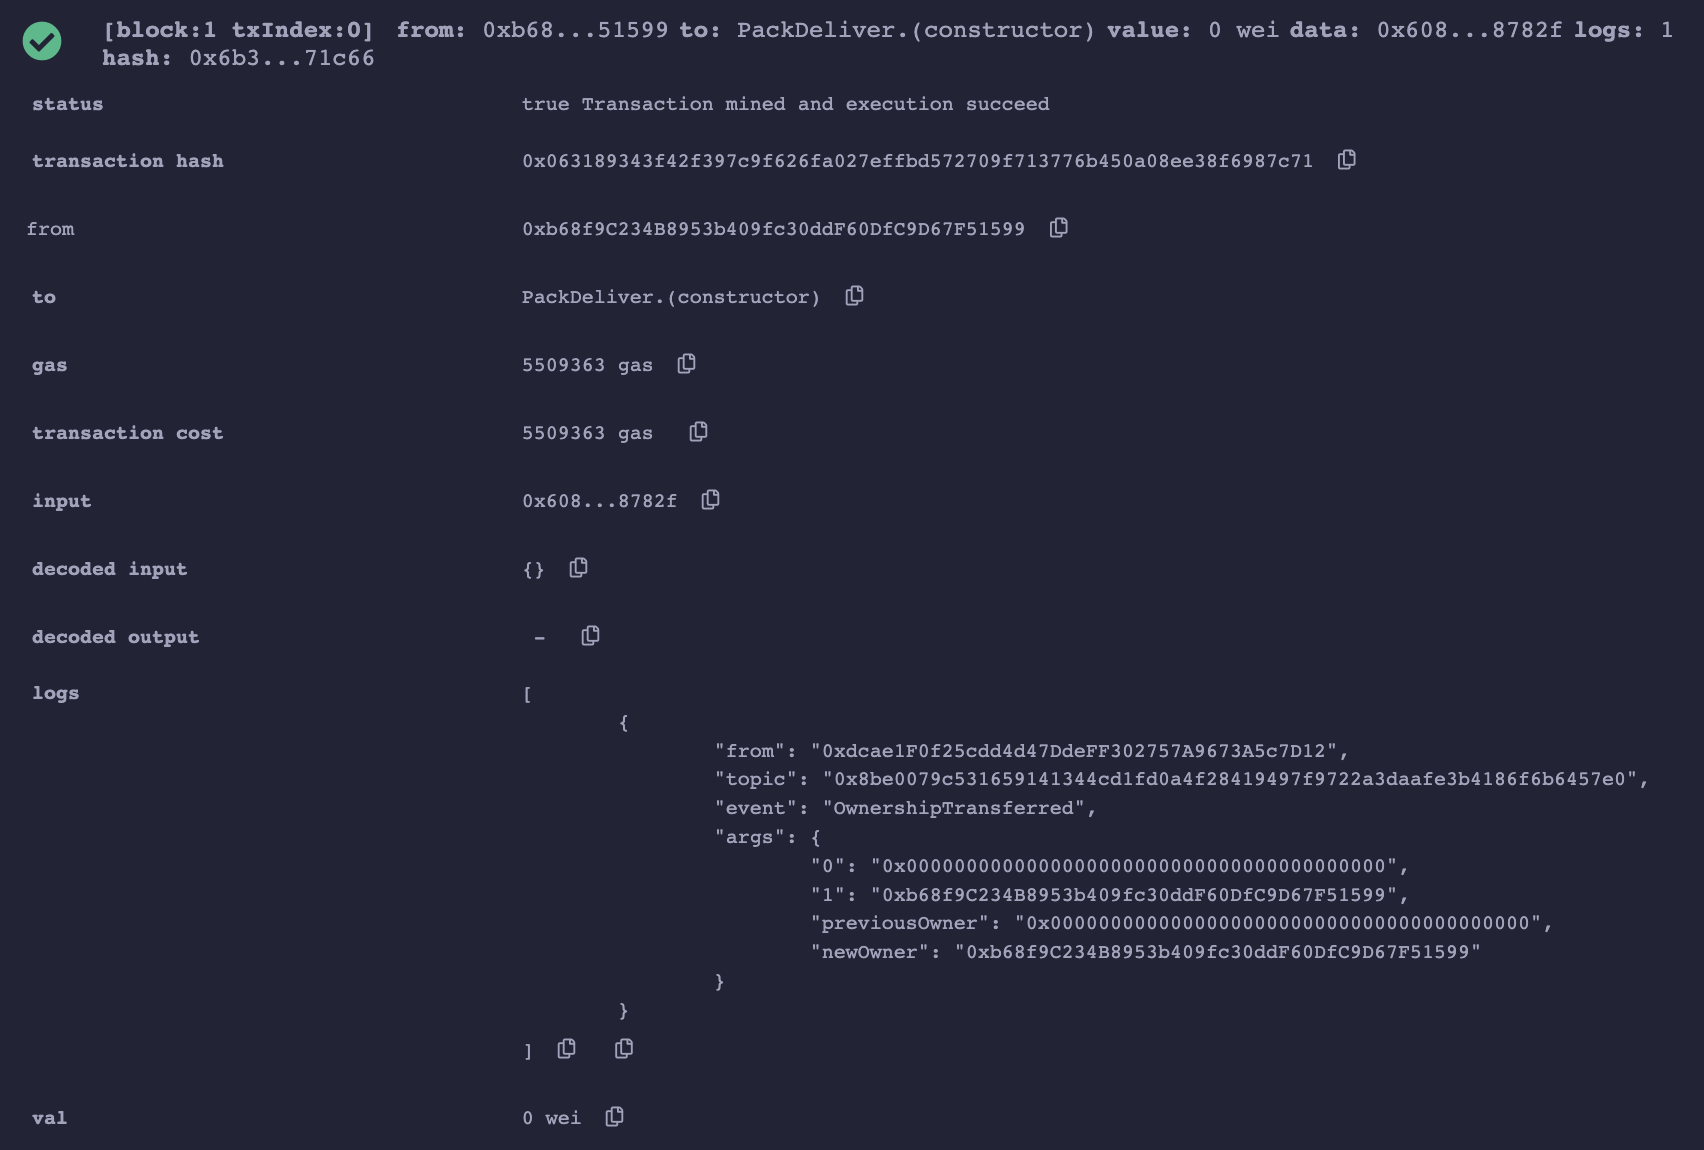 [block:1 txIndex:0] from: 0xb68...51599 to: PackDeliver.(constructor) value: 0 wei data: 0x608...8782f logs: 1
hash: 0x6b3...71c66
status true Transaction mined and execution succeed
transaction hash 0x063189343f42f397c9f626fa027effbd572709f713776b450a08ee38f6987c71
from 0xb68f9C234B8953b409fc30ddF60DfC9D67F51599
to PackDeliver.(constructor)
gas 5509363 gas
transaction cost 5509363 gas
input 0x608...8782f
decoded input {}
decoded output -
logs [
{
"from": "0xdcae1F0f25cdd4d47DdeFF302757A9673A5c7D12",
"topic": "0x8be0079c531659141344cd1fd0a4f28419497f9722a3daafe3b4186f6b6457e0",
"event": "OwnershipTransferred",
"args": {
"0": "0x0000000000000000000000000000000000000000",
"1": "0xb68f9C234B8953b409fc30ddF60DfC9D67F51599",
"previousOwner": "0x0000000000000000000000000000000000000000",
"newOwner": "0xb68f9C234B8953b409fc30ddF60DfC9D67F51599"
}
}
]
val 0 wei